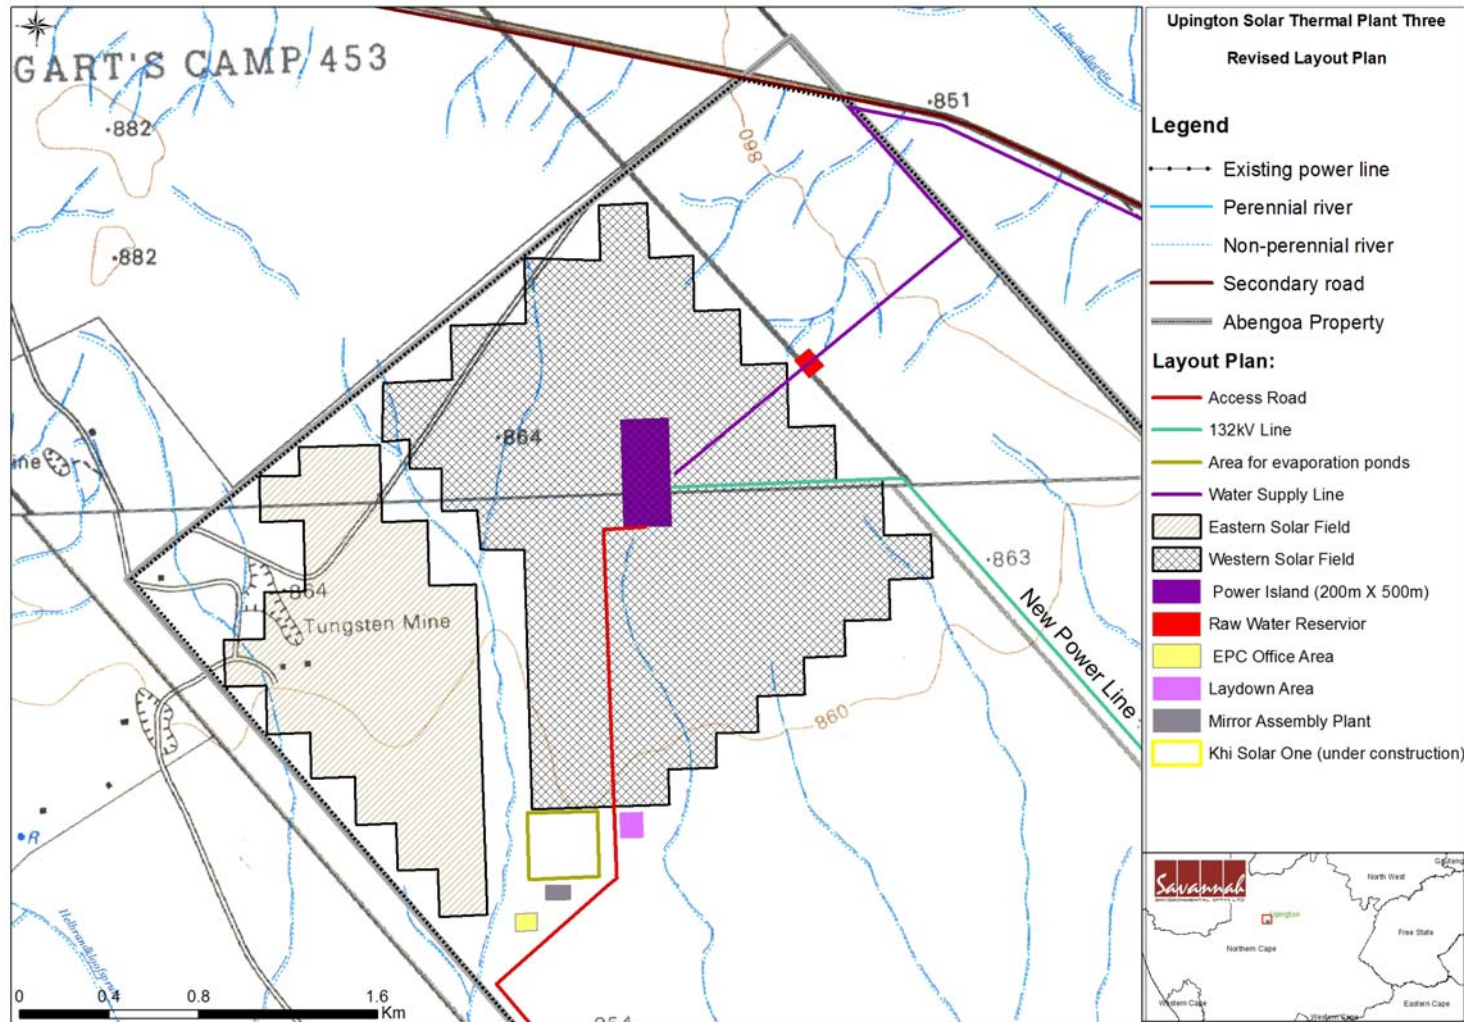 GART'S CAMP 453
882
882
851
860
864
ine
863
864
Tungsten Mine
New Power Line
860
R
Helbrandkloofspruit
0 0.4 0.8 1.6
Km
Upington Solar Thermal Plant Three
Revised Layout Plan
Legend
Existing power line
Perennial river
Non-perennial river
Secondary road
Abengoa Property
Layout Plan:
Access Road
132kV Line
Area for evaporation ponds
Water Supply Line
Eastern Solar Field
Western Solar Field
Power Island (200m X 500m)
Raw Water Reservior
EPC Office Area
Laydown Area
Mirror Assembly Plant
Khi Solar One (under construction)
Savannah
North West
Gauteng
Upington
Free State
Northern Cape
Western Cape
Eastern Cape
Western Cape